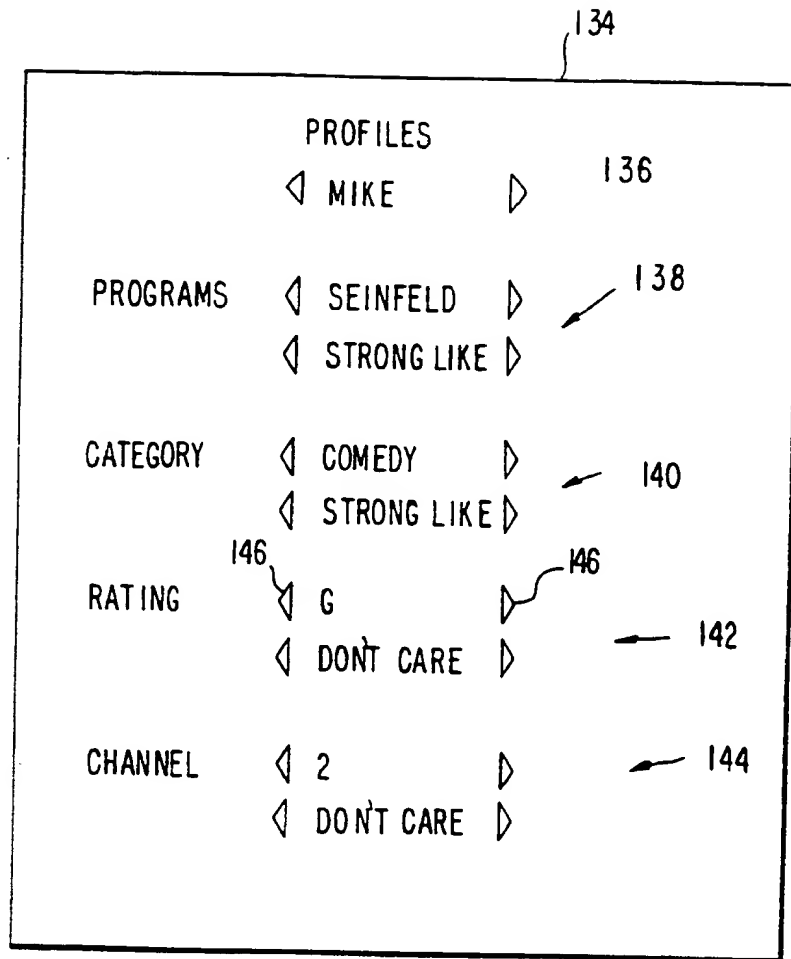 134
PROFILES
MIKE 136
PROGRAMS SEINFELD 138
STRONG LIKE
CATEGORY COMEDY 140
STRONG LIKE
146 146
RATING G
DON'T CARE 142
CHANNEL 2 144
DON'T CARE